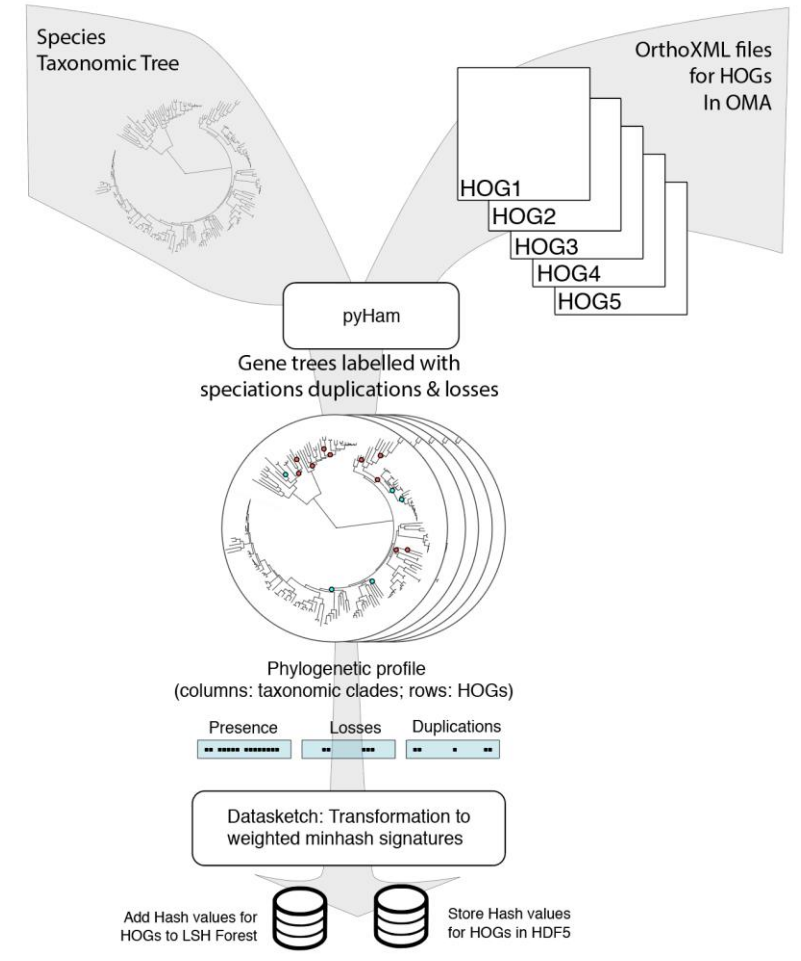 Species
Taxonomic Tree
OrthoXML files
for HOGs
In OMA
HOG1
HOG2
HOG3
HOG4
HOG5
pyHam
Gene trees labelled with
speciations duplications & losses
Phylogenetic profile
(columns: taxonomic clades; rows: HOGs)
Presence
Losses
Duplications
Datasketch: Transformation to
weighted minhash signatures
Add Hash values for
HOGs to LSH Forest
Store Hash values
for HOGs in HDF5